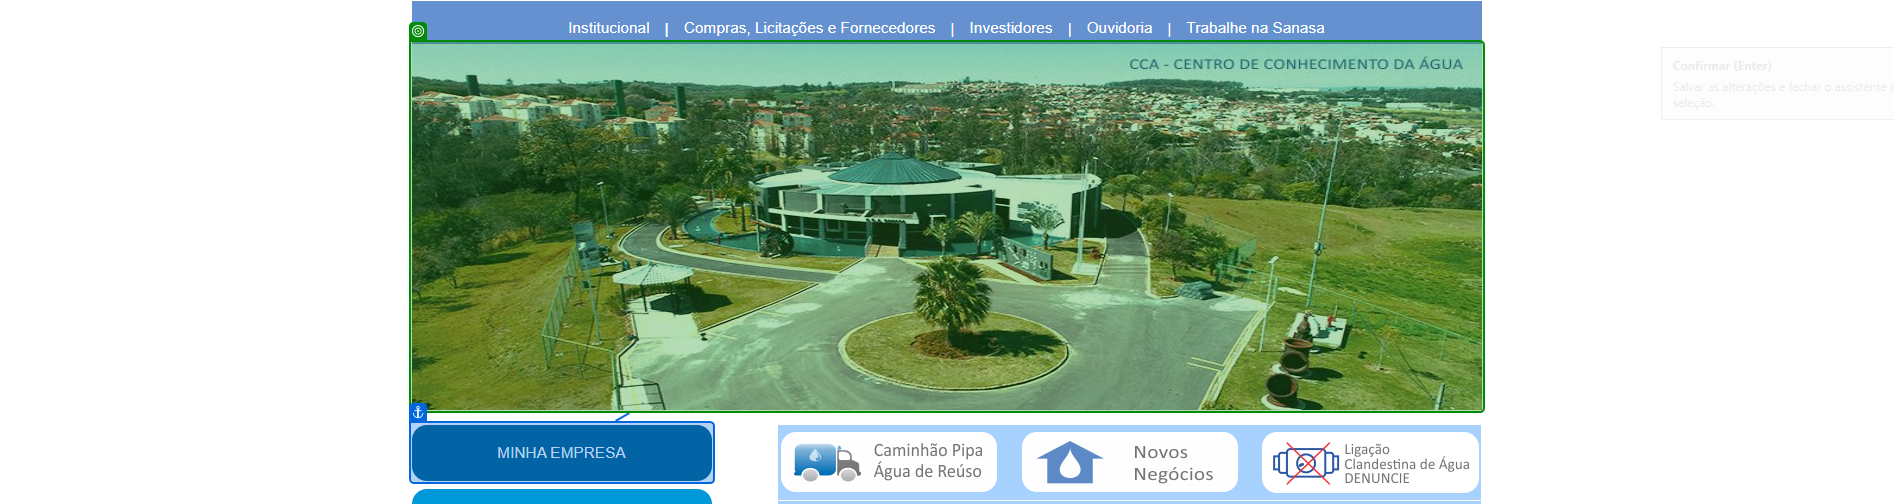 Institucional | Compras, Licitações e Fornecedores | Investidores | Ouvidoria | Trabalhe na Sanasa
CCA - CENTRO DE CONHECIMENTO DA ÁGUA
Confirmar (Enter)
Salvar as alterações e fechar o assistente
seleção.
MINHA EMPRESA
Caminhão Pipa
Água de Reúso
Novos
Negócios
Ligação
Clandestina de Água
DENUNCIE